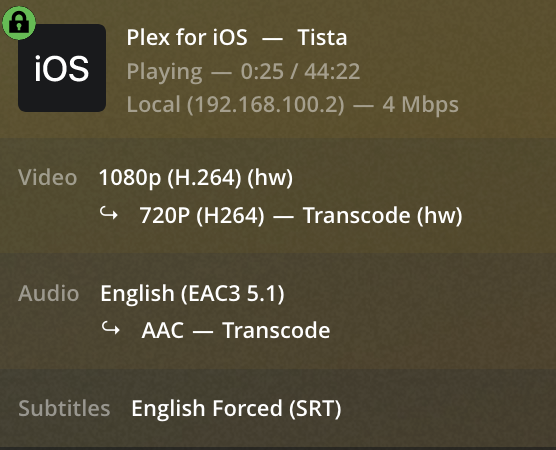 iOS
Plex for iOS — Tista
Playing — 0:25 / 44:22
Local (192.168.100.2) — 4 Mbps
Video 1080p (H.264) (hw)
↪ 720P (H264) — Transcode (hw)
Audio English (EAC3 5.1)
↪ AAC — Transcode
Subtitles English Forced (SRT)